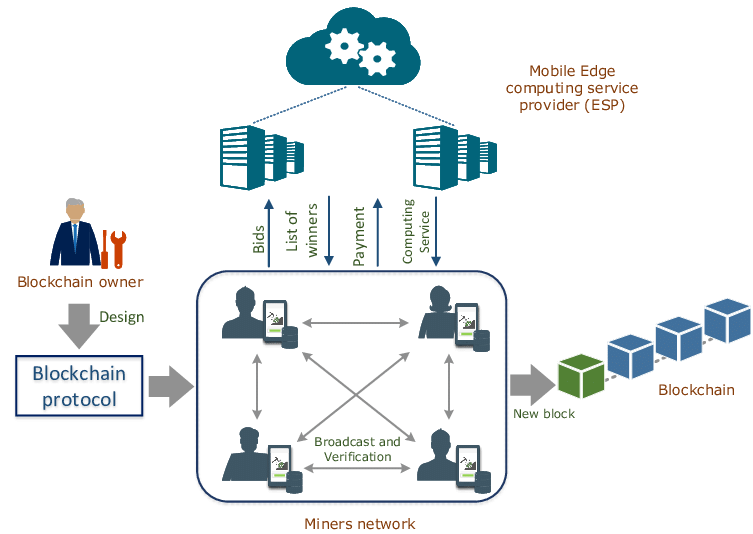 Mobile Edge
computing service
provider (ESP)
Bids
List of
winners
Payment
Computing
Service
Blockchain owner
Design
Blockchain
protocol
Broadcast and
Verification
New block
Blockchain
Miners network